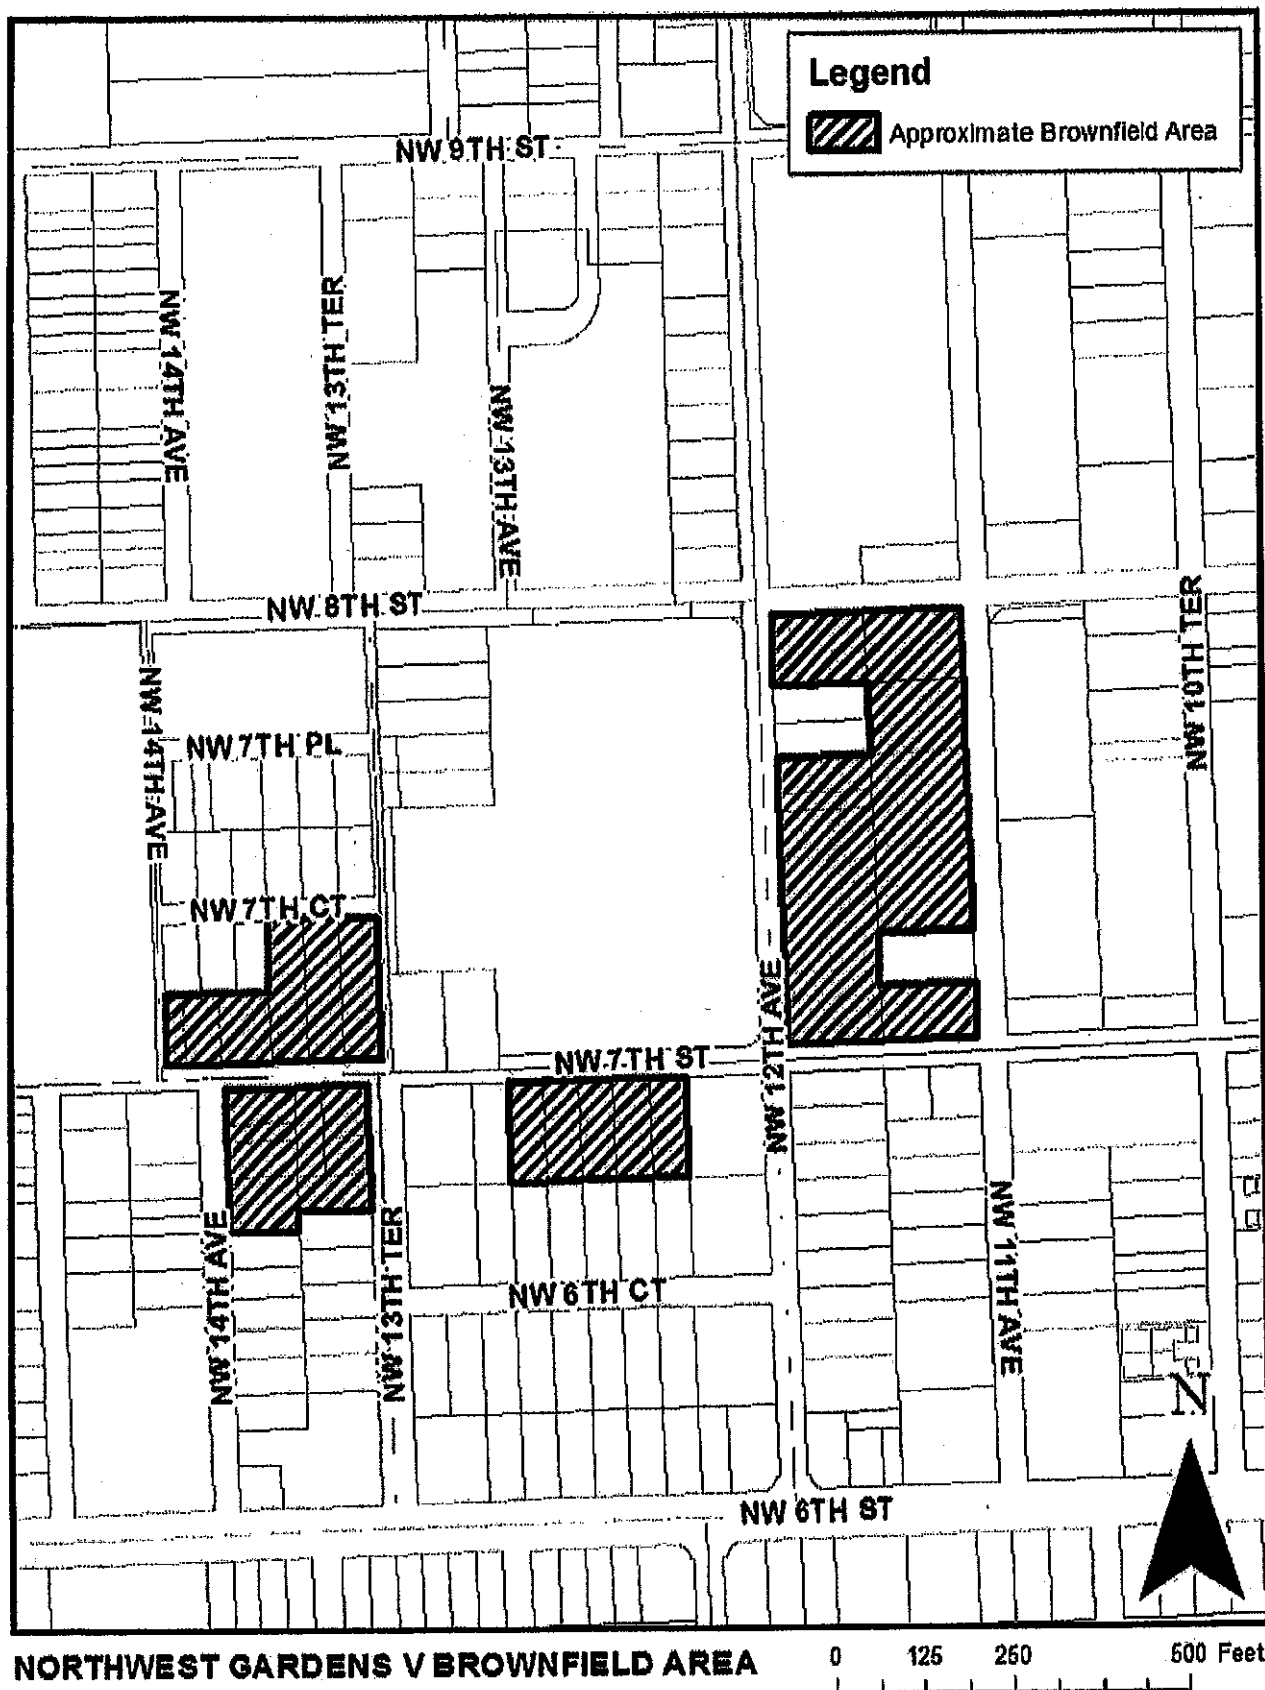 Legend
Approximate Brownfield Area
NW 9TH ST
NW 14TH AVE
NW 13TH TER
NW 13TH AVE
NW 8TH ST
NW 10TH TER
NW 14TH AVE
NW 7TH PL
NW 7TH CT
NW 12TH AVE
NW 7TH ST
NW 14TH AVE
NW 13TH TER
NW 6TH CT
NW 11TH AVE
N
NW 6TH ST
NORTHWEST GARDENS V BROWNFIELD AREA
0 125 250 500 Feet